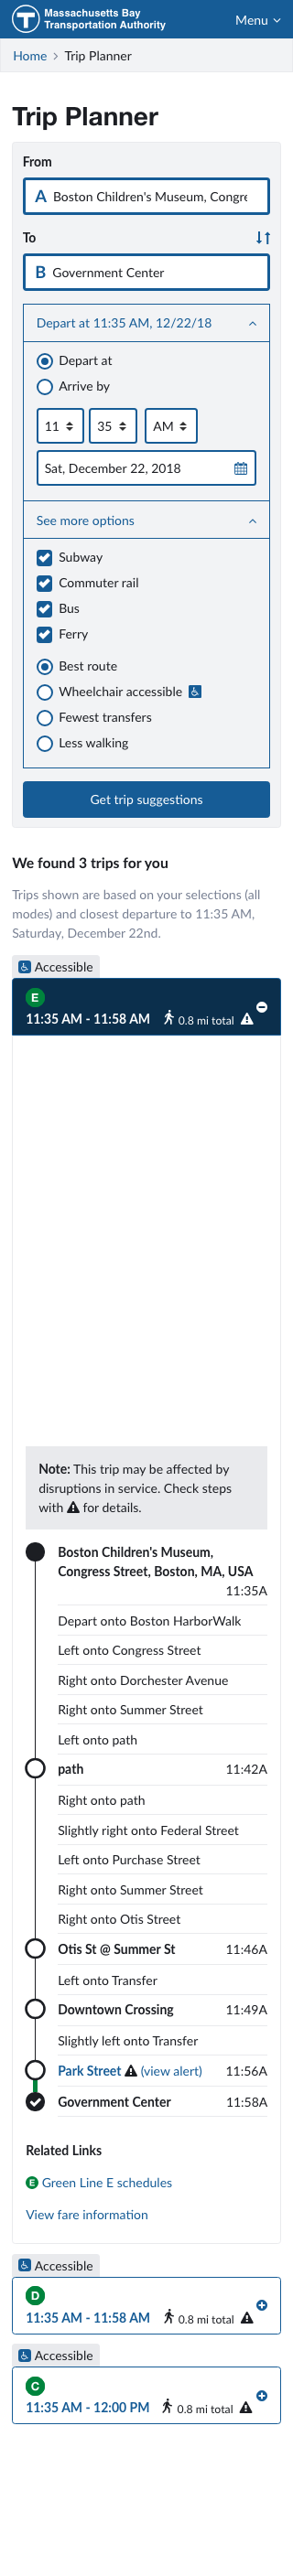 Massachusetts Bay
Transportation Authority
Menu
Home > Trip Planner
Trip Planner
From
A Boston Children's Museum, Congre
To
B Government Center
Depart at 11:35 AM, 12/22/18
Depart at
Arrive by
11 35 AM
Sat, December 22, 2018
See more options
Subway
Commuter rail
Bus
Ferry
Best route
Wheelchair accessible
Fewest transfers
Less walking
Get trip suggestions
We found 3 trips for you
Trips shown are based on your selections (all
modes) and closest departure to 11:35 AM,
Saturday, December 22nd.
Accessible
E
11:35 AM - 11:58 AM 0.8 mi total
Note: This trip may be affected by
disruptions in service. Check steps
with for details.
Boston Children's Museum,
Congress Street, Boston, MA, USA
11:35A
Depart onto Boston HarborWalk
Left onto Congress Street
Right onto Dorchester Avenue
Right onto Summer Street
Left onto path
path 11:42A
Right onto path
Slightly right onto Federal Street
Left onto Purchase Street
Right onto Summer Street
Right onto Otis Street
Otis St @ Summer St 11:46A
Left onto Transfer
Downtown Crossing 11:49A
Slightly left onto Transfer
Park Street (view alert) 11:56A
Government Center 11:58A
Related Links
E Green Line E schedules
View fare information
Accessible
D
11:35 AM - 11:58 AM 0.8 mi total
Accessible
C
11:35 AM - 12:00 PM 0.8 mi total